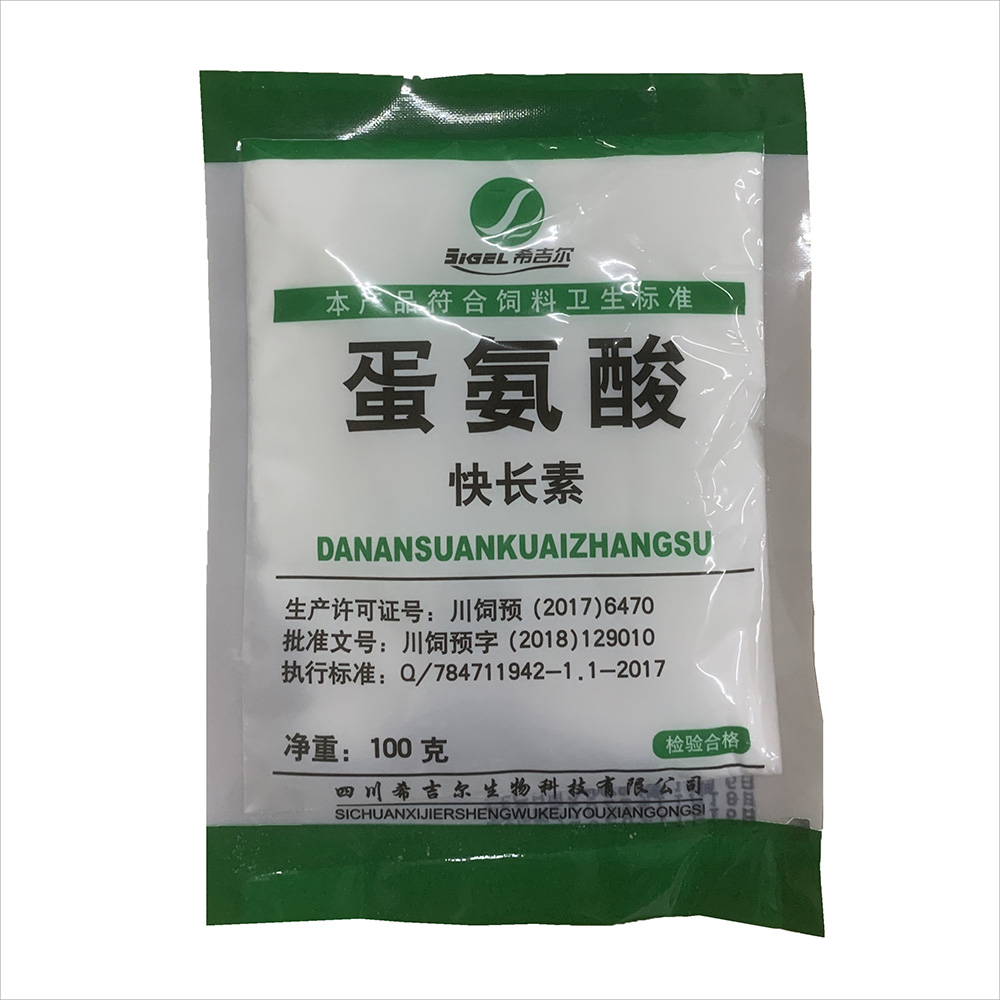 SIGEL 希吉尔
本产品符合饲料卫生标准
蛋氨酸
快长素
DANANSUANKUAIZHANGSU
生产许可证号：川饲预 (2017)6470
批准文号：川饲预字 (2018)129010
执行标准：Q/784711942-1.1-2017
净重：100 克
检验合格
四川希吉尔生物科技有限公司
SICHUANXIJIERSHENGWUKEJIYOUXIANGONGSI